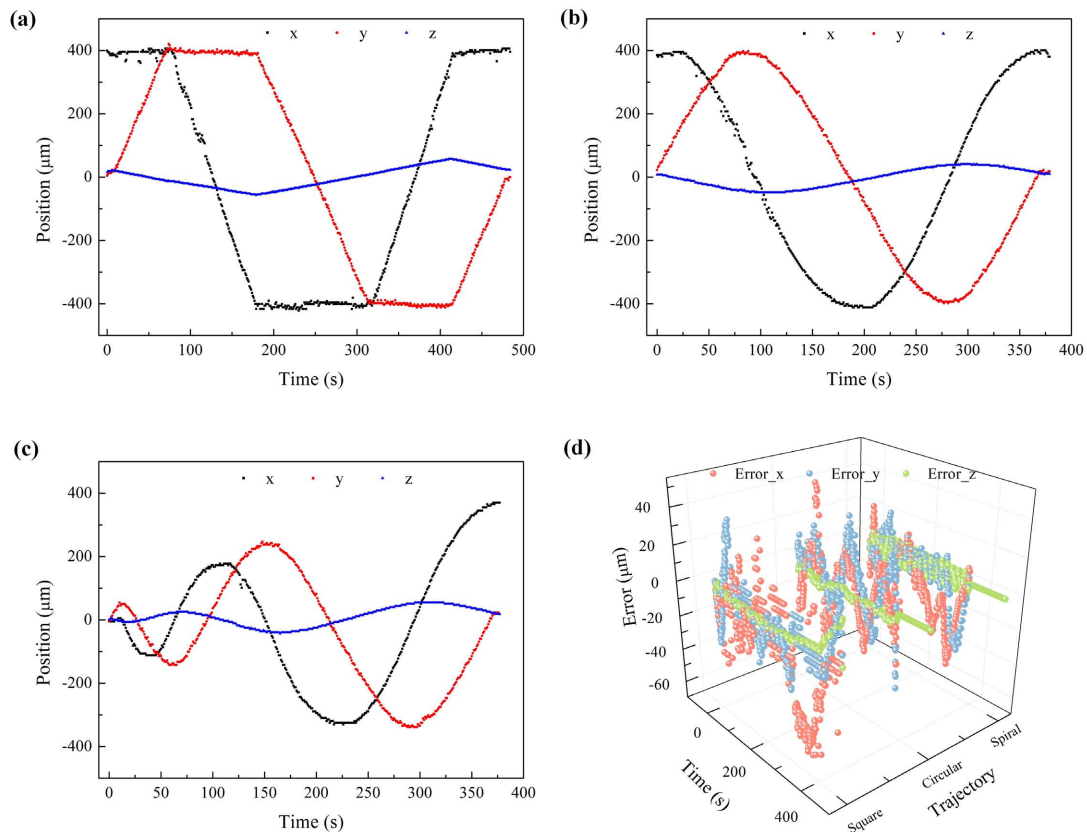 (a)
x y z
400
200
0
-200
-400
Position (μm)
0 100 200 300 400 500
Time (s)
(b)
x y z
400
200
0
-200
-400
Position (μm)
0 50 100 150 200 250 300 350 400
Time (s)
(c)
x y z
400
200
0
-200
-400
Position (μm)
0 50 100 150 200 250 300 350 400
Time (s)
(d)
Error_x Error_y Error_z
40
20
0
-20
-40
-60
Error (μm)
0
200
400
Time (s)
Square
Circular
Spiral
Trajectory